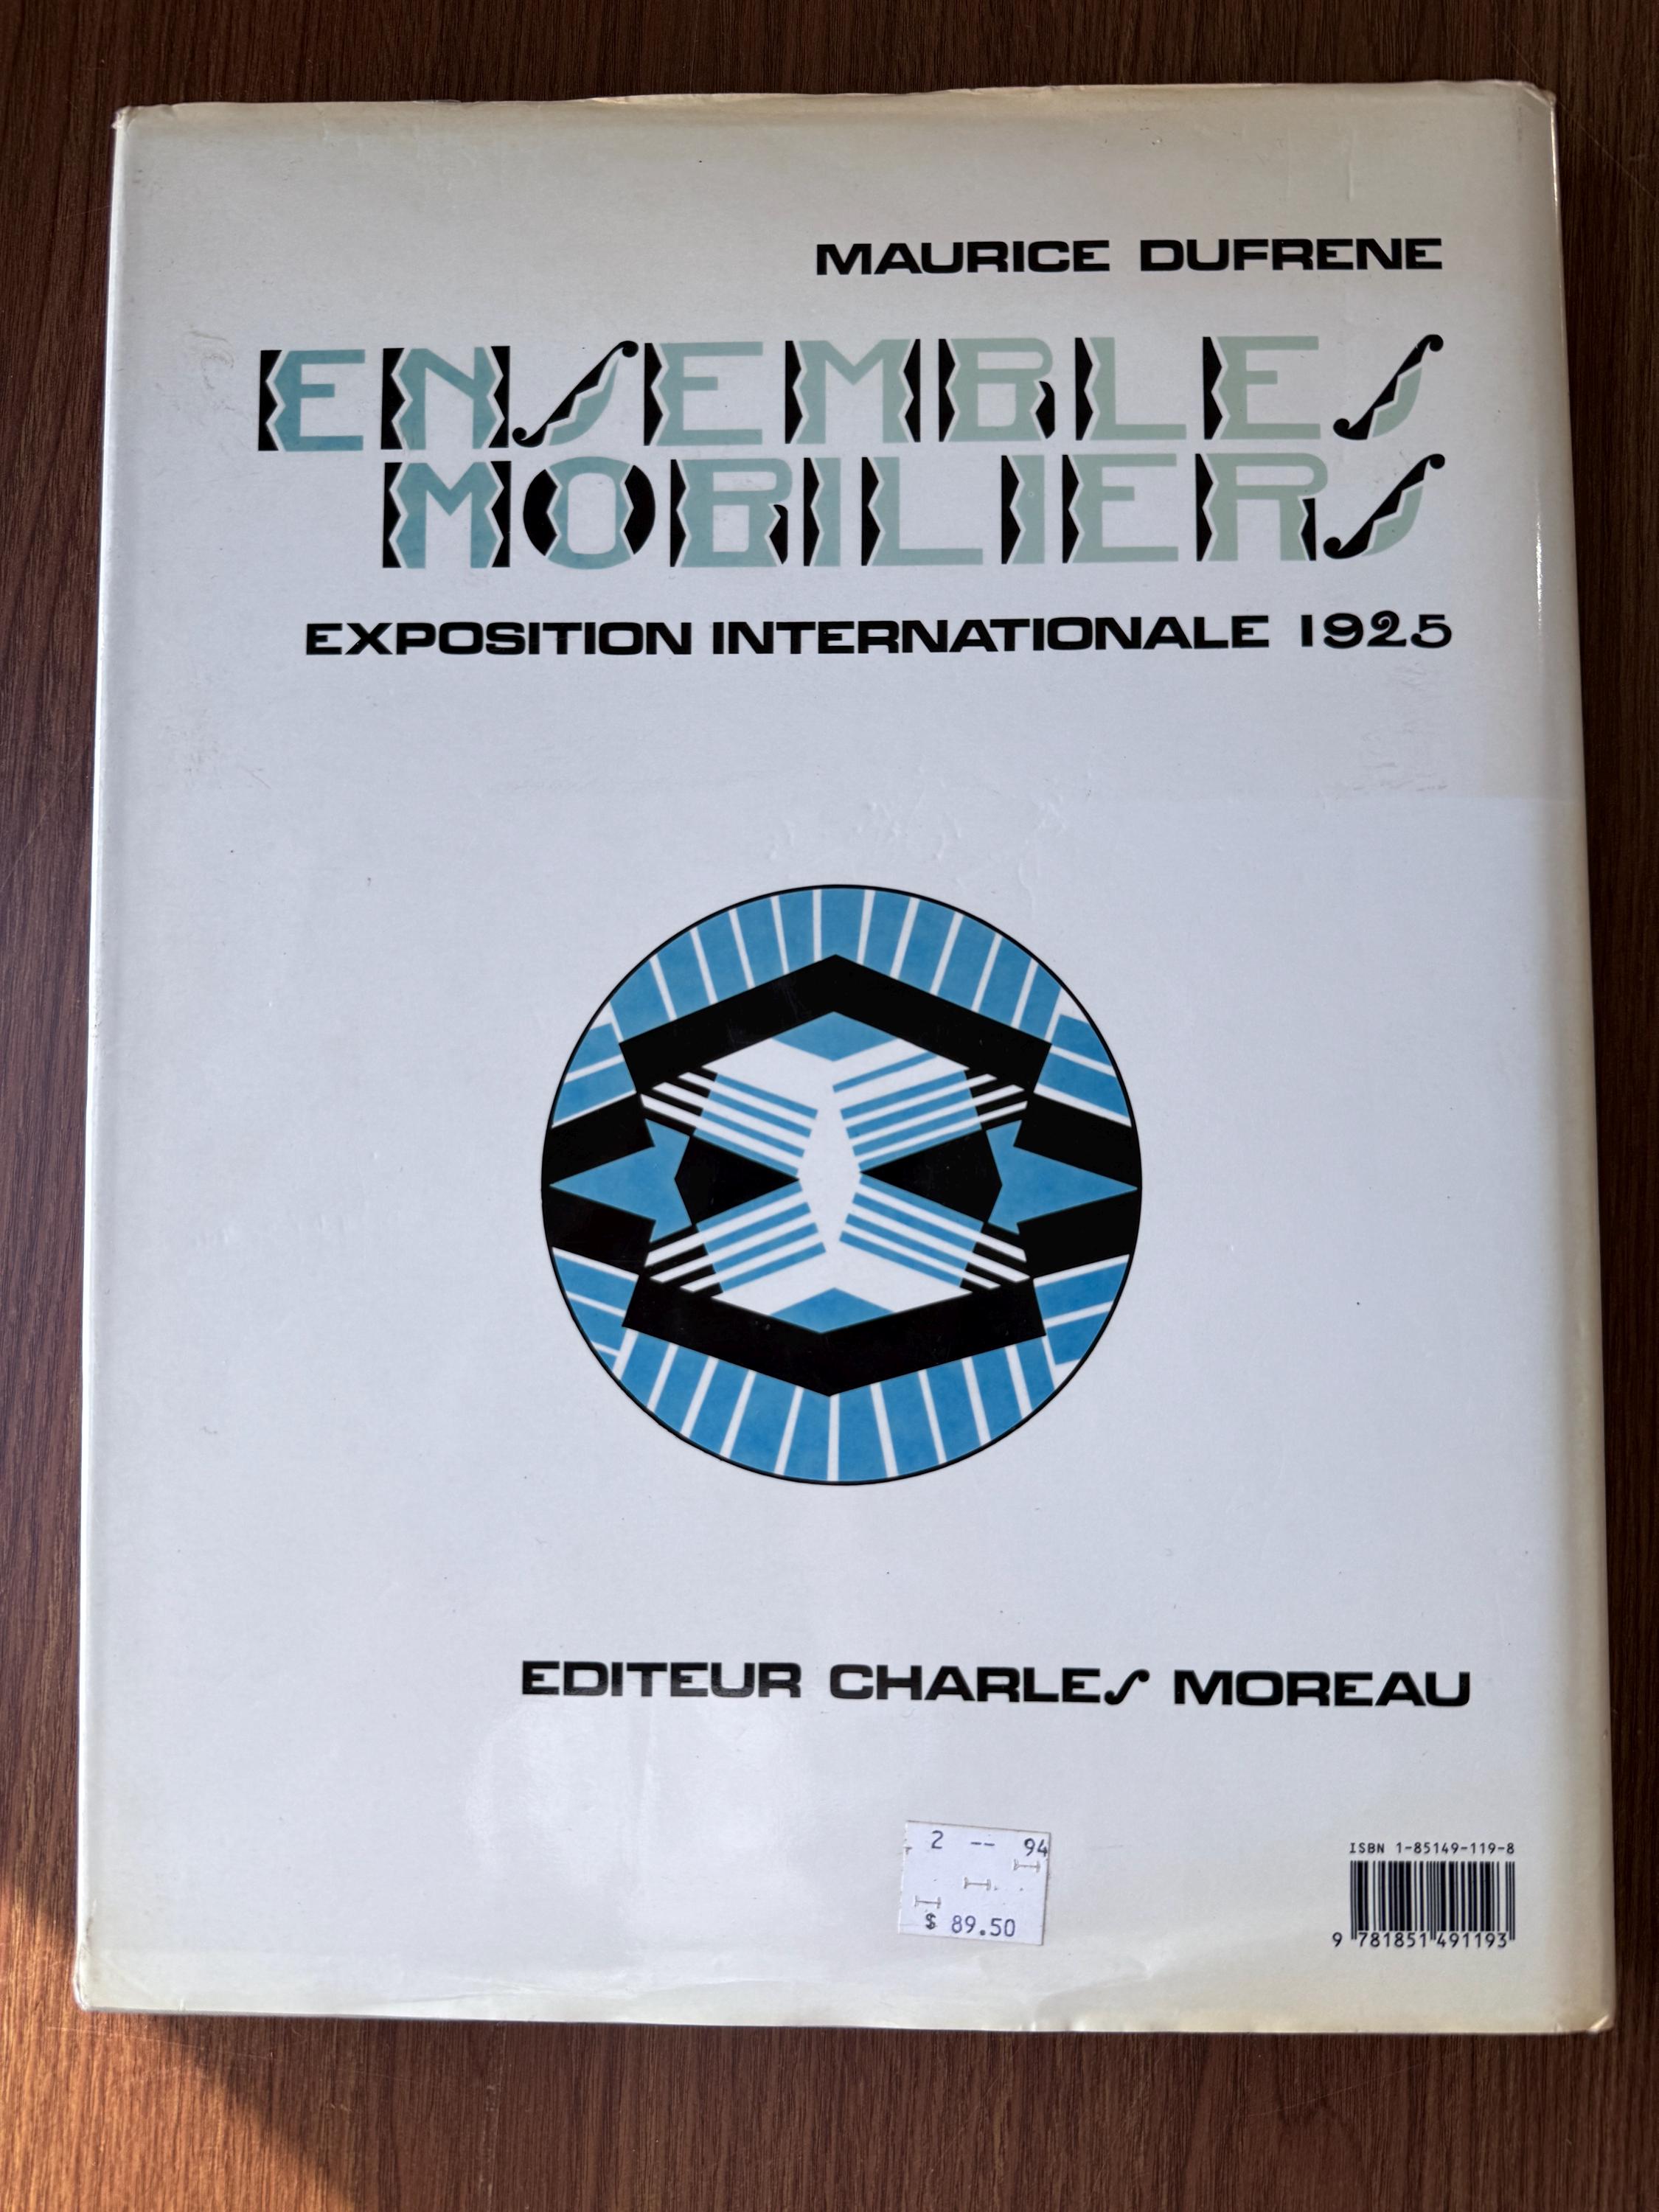 MAURICE DUFRENE
ENSEMBLES
MOBILIERS
EXPOSITION INTERNATIONALE 1925
EDITEUR CHARLES MOREAU
2 -- 94
$ 89.50
ISBN 1-85149-119-8
9 781851 491193